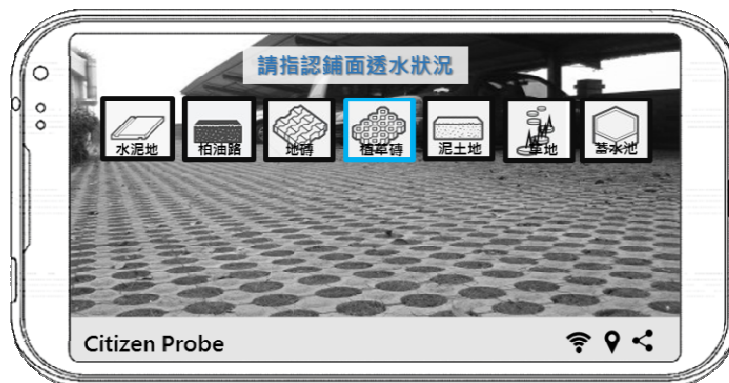 請指認鋪面透水狀況
水泥地
柏油路
地磚
植草磚
泥土地
草地
蓄水池
Citizen Probe